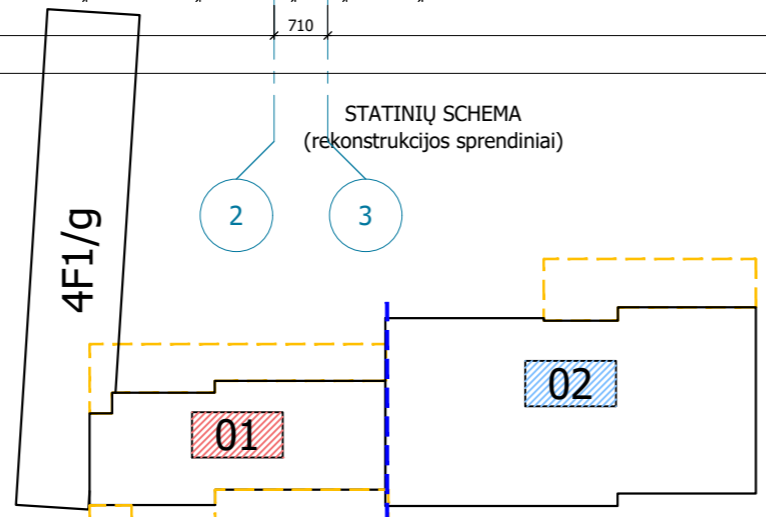 710
STATINIŲ SCHEMA
(rekonstrukcijos sprendiniai)
2
3
4F1/g
02
01